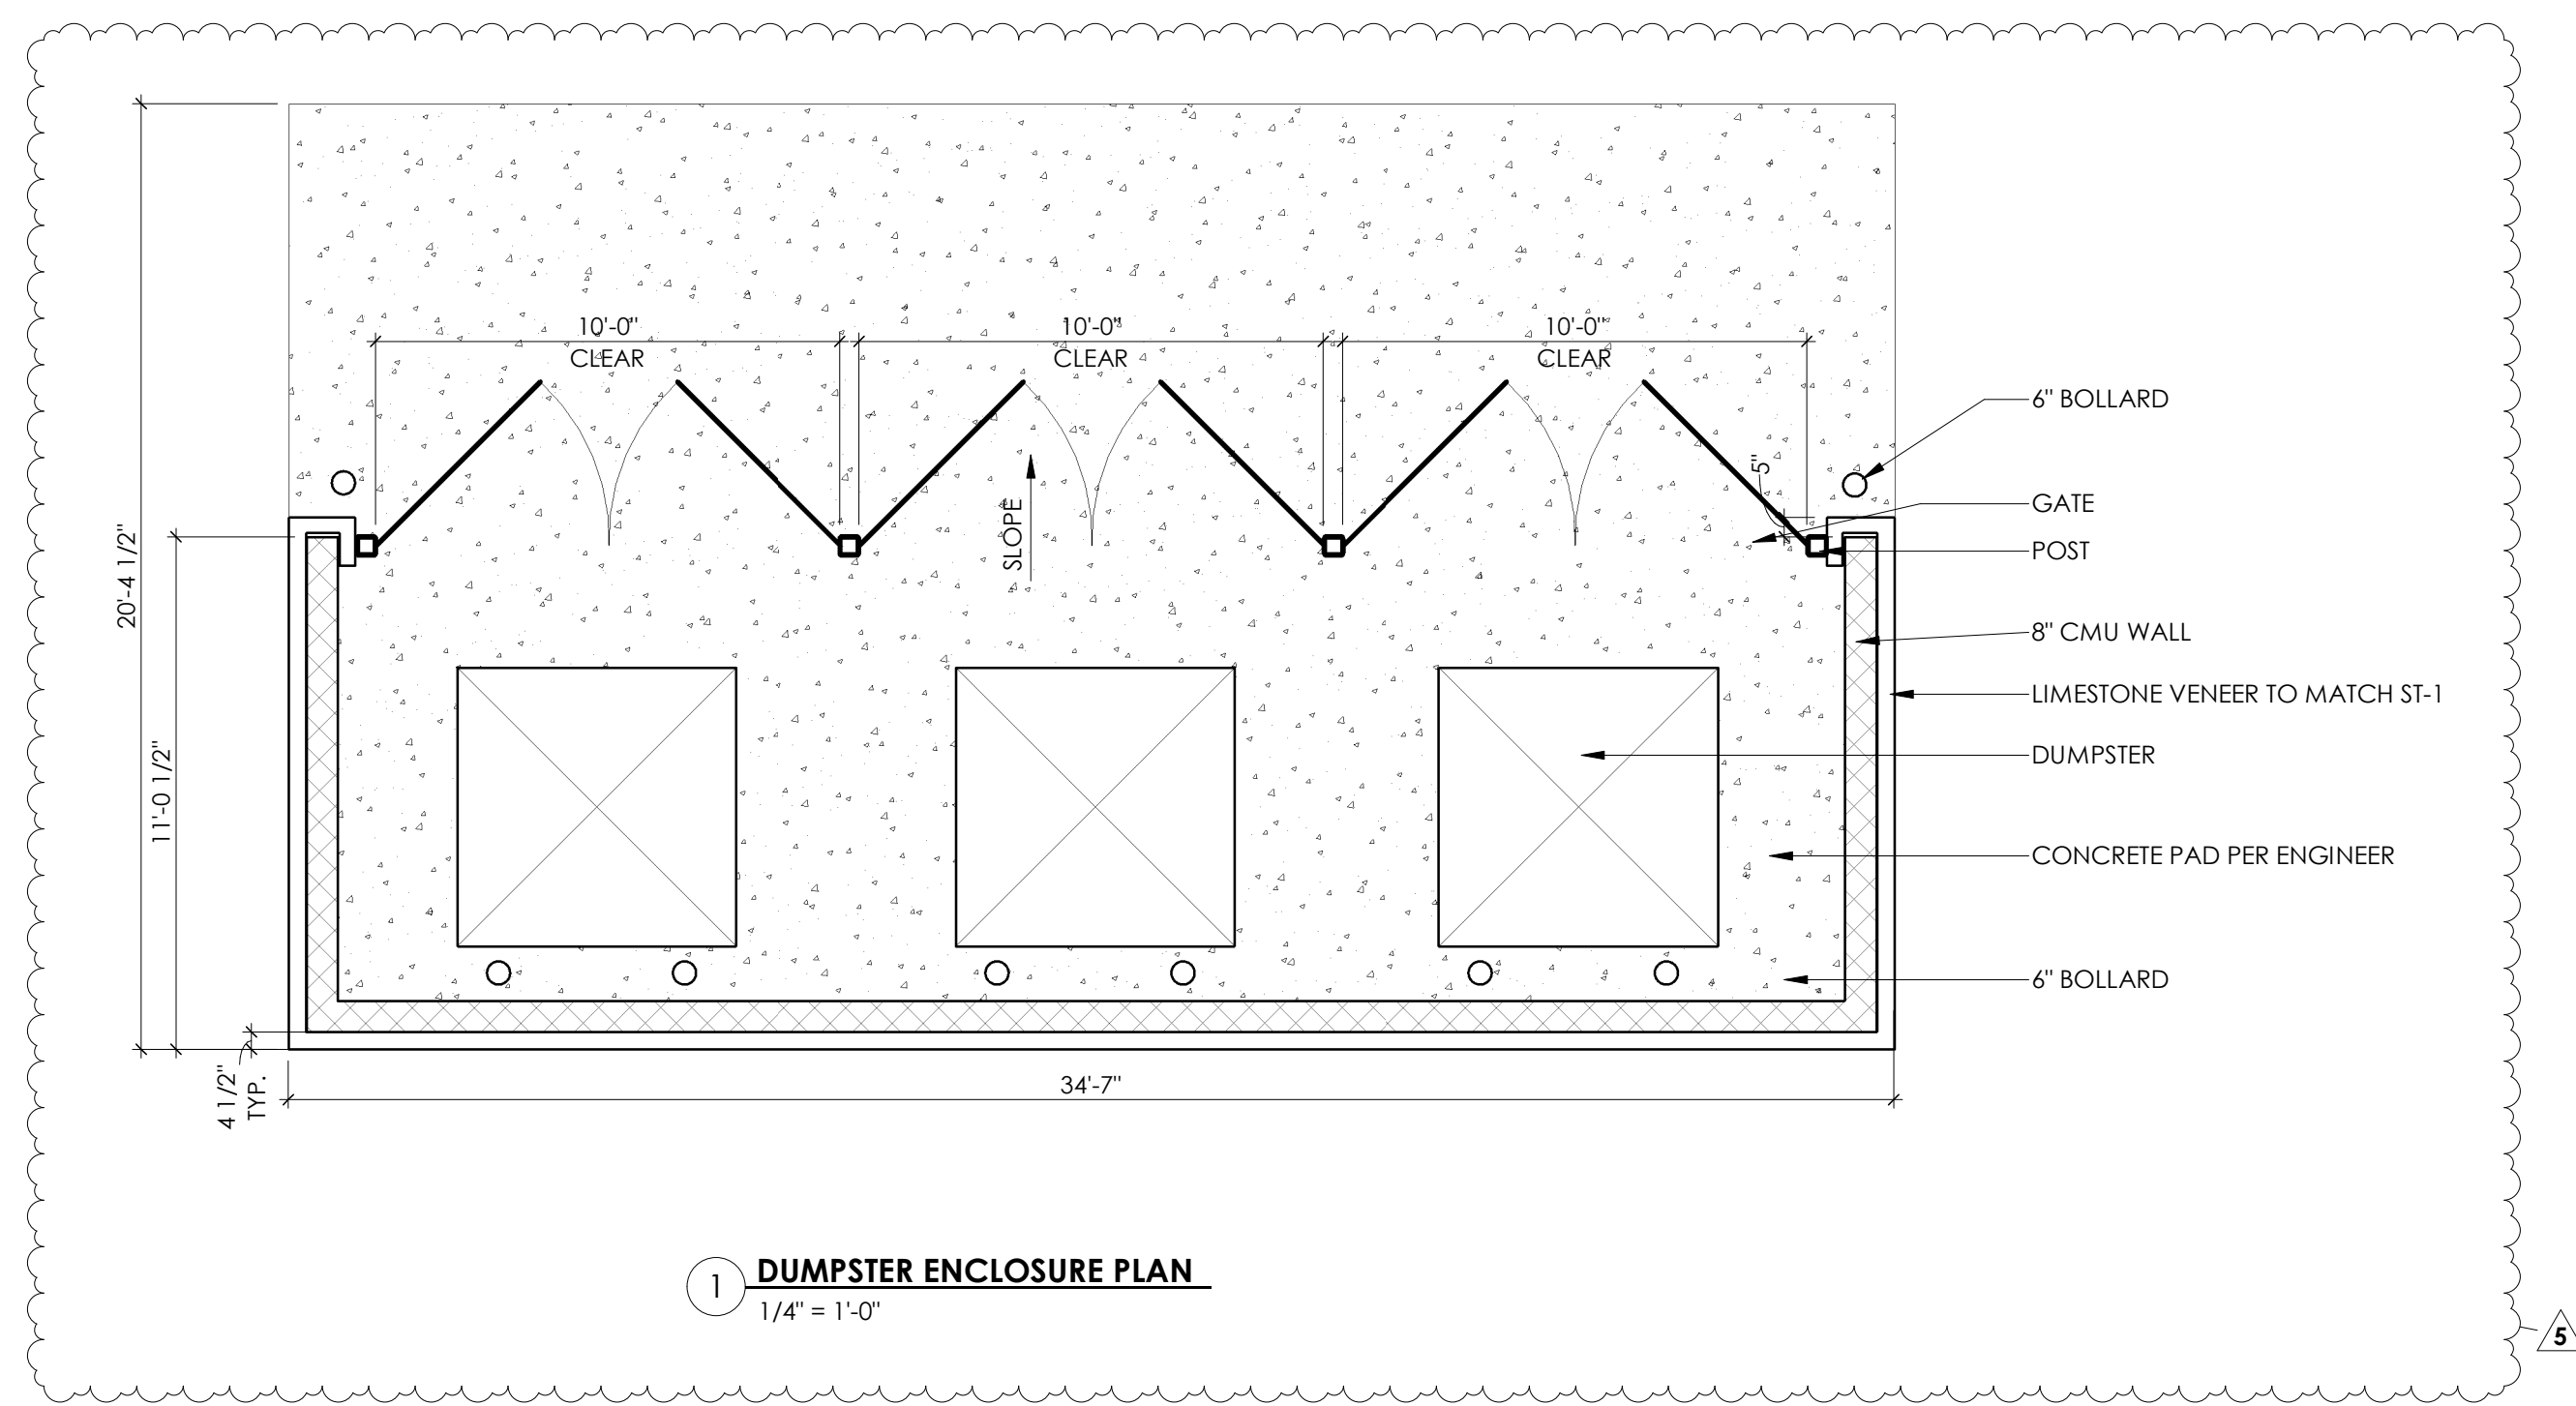 10'-0"
CLEAR
10'-0"
CLEAR
10'-0"
CLEAR
6" BOLLARD
5"
GATE
SLOPE
POST
20'-4 1/2"
8" CMU WALL
LIMESTONE VENEER TO MATCH ST-1
DUMPSTER
11'-0 1/2"
CONCRETE PAD PER ENGINEER
6" BOLLARD
4 1/2"
TYP.
34'-7"
1
DUMPSTER ENCLOSURE PLAN
1/4" = 1'-0"
5